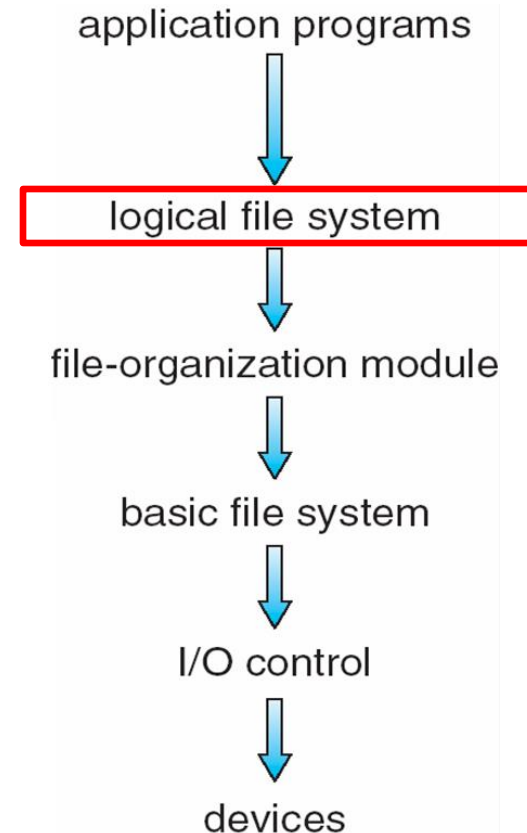 application programs
logical file system
file-organization module
basic file system
I/O control
devices